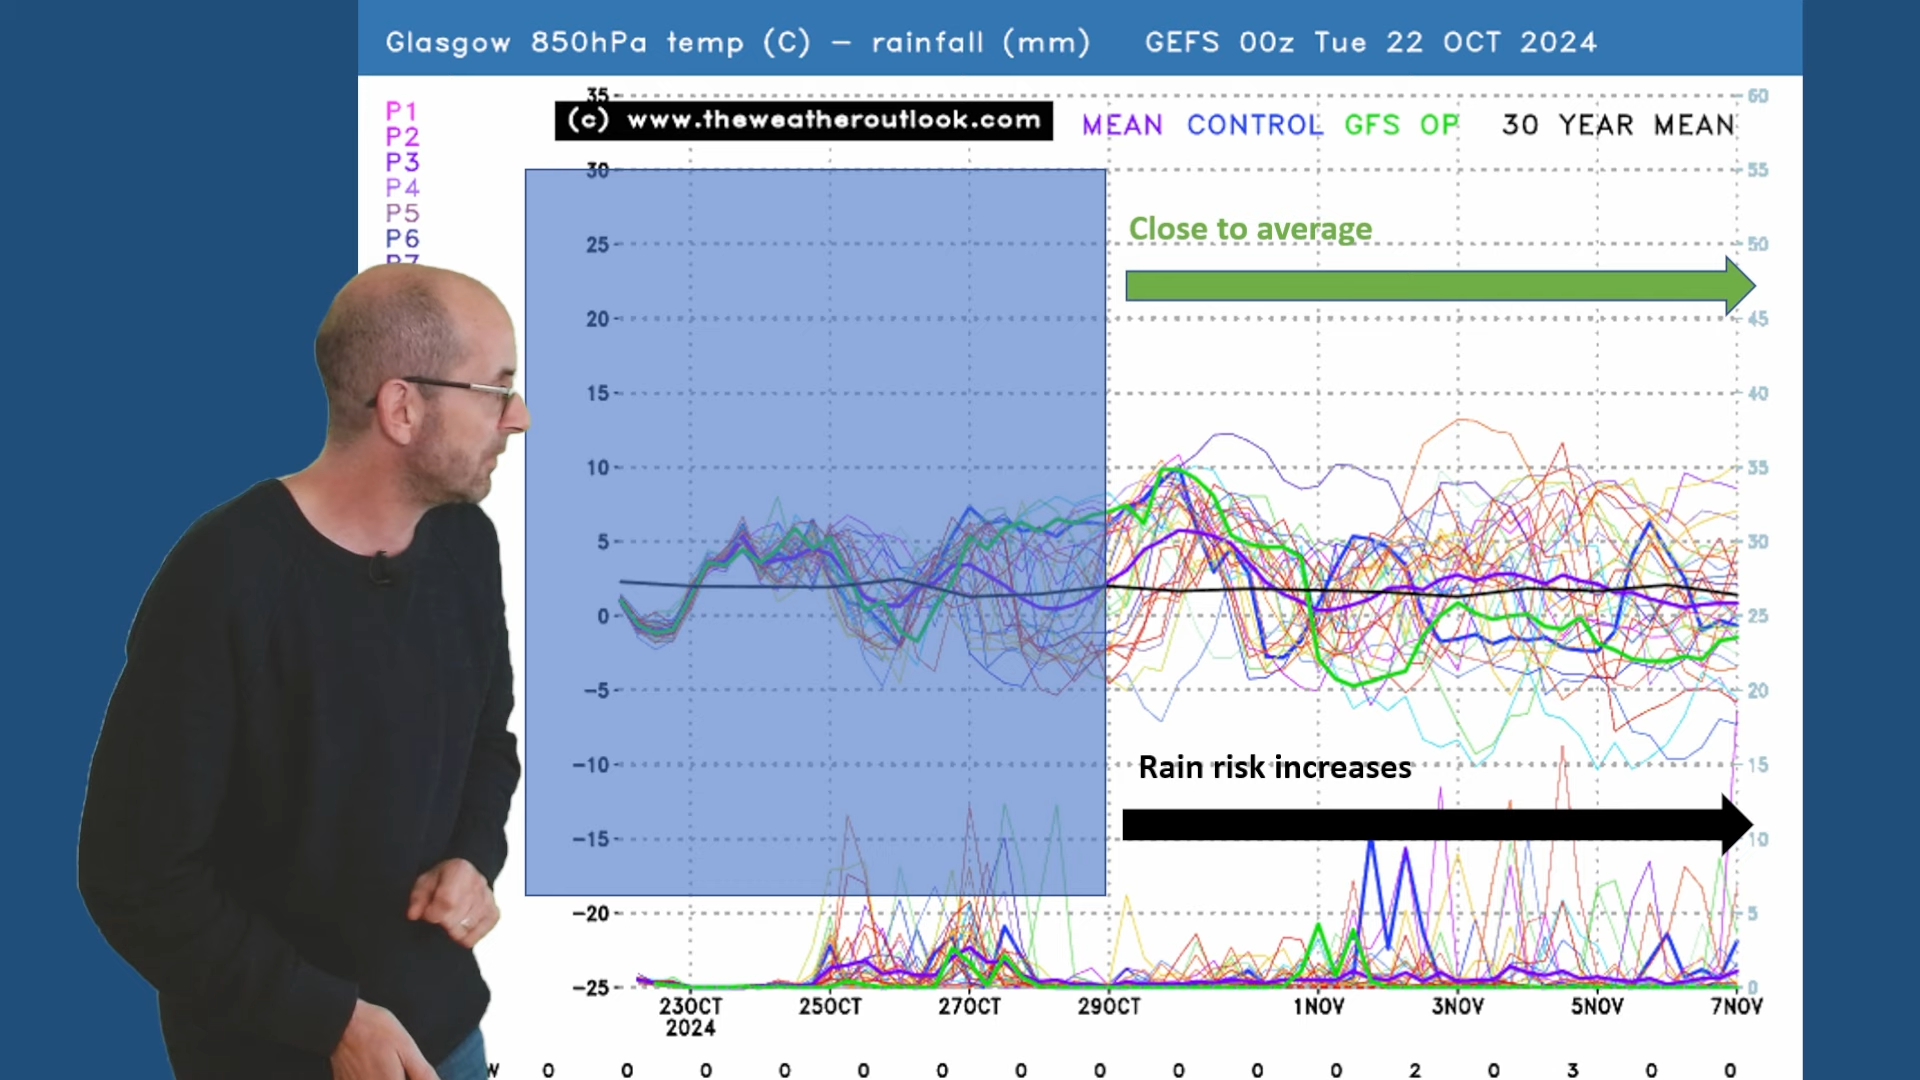 Glasgow 850hPa temp (C) – rainfall (mm) GEFS 00z Tue 22 OCT 2024
P1
P2
P3
P4
P5
P6
P7
(c) www.theweatheroutlook.com
MEAN CONTROL GFS OP 30 YEAR MEAN
35
30
25
20
15
10
5
0
−5
−10
−15
−20
−25
60
55
50
45
40
35
30
25
20
15
10
5
0
Close to average
Rain risk increases
23OCT 25OCT 27OCT 29OCT 1NOV 3NOV 5NOV 7NOV
2024
W 0 0 0 0 0 0 0 0 0 0 0 2 0 3 0 0